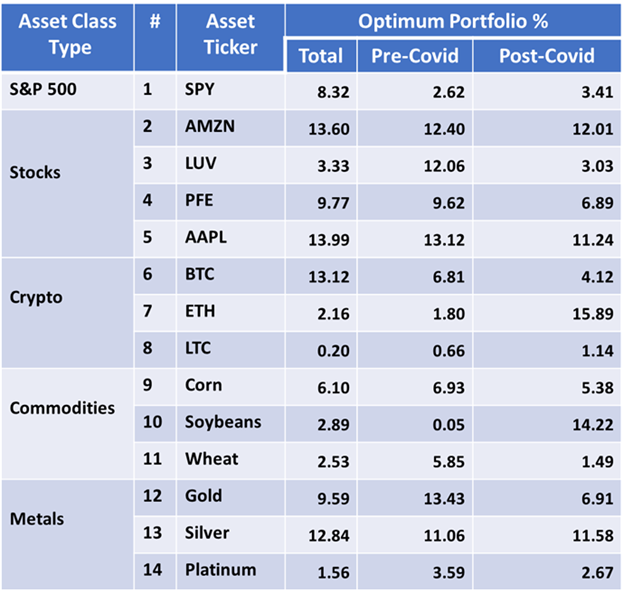 Asset Class Type # Asset Ticker Optimum Portfolio %
Total Pre-Covid Post-Covid
S&P 500 1 SPY 8.32 2.62 3.41
Stocks
2 AMZN 13.60 12.40 12.01
3 LUV 3.33 12.06 3.03
4 PFE 9.77 9.62 6.89
5 AAPL 13.99 13.12 11.24
Crypto
6 BTC 13.12 6.81 4.12
7 ETH 2.16 1.80 15.89
8 LTC 0.20 0.66 1.14
Commodities
9 Corn 6.10 6.93 5.38
10 Soybeans 2.89 0.05 14.22
11 Wheat 2.53 5.85 1.49
Metals
12 Gold 9.59 13.43 6.91
13 Silver 12.84 11.06 11.58
14 Platinum 1.56 3.59 2.67